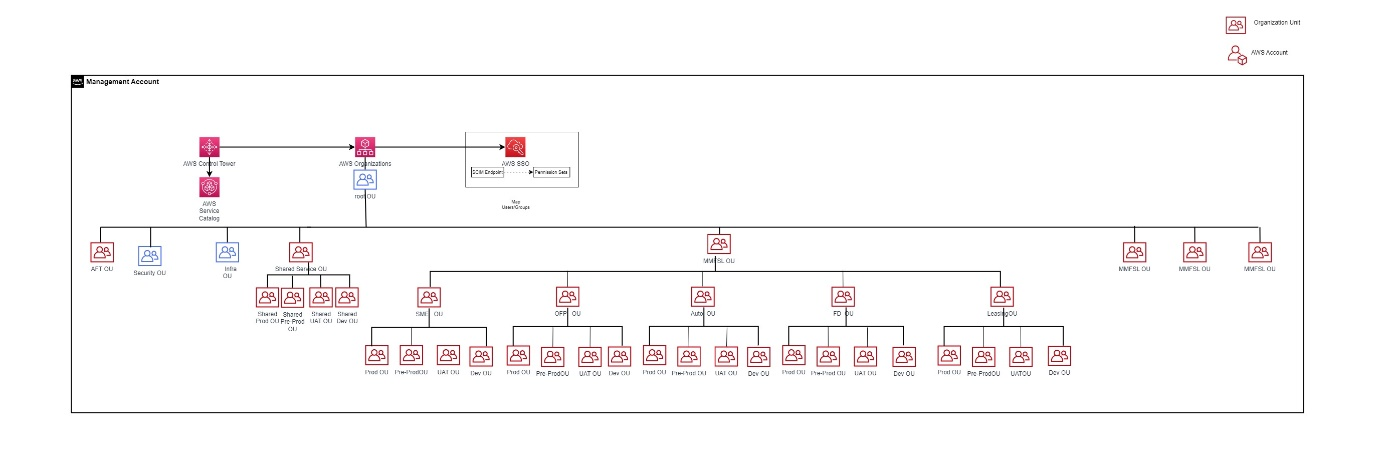 Organization Unit
AWS Account
aws
Management Account
AWS Control Tower
AWS Organizations
AWS SSO
SCIM Endpoint
Permission Sets
root OU
AWS
Service
Catalog
Map
Users/Groups
AFT OU
Security OU
Infra
OU
Shared Service OU
MMFSL OU
MMFSL OU
MMFSL OU
MMFSL OU
Shared
Prod OU
Shared
Pre-Prod
OU
Shared
UAT OU
Shared
Dev OU
SME OU
OFF OU
Auto OU
FD OU
LeasingOU
Prod OU
Pre-ProdOU
UAT OU
Dev OU
Prod OU
Pre-ProdOU
UAT OU
Dev OU
Prod OU
Pre-Prod OU
UAT OU
Dev OU
Prod OU
Pre-Prod OU
UAT OU
Dev OU
Prod OU
Pre-ProdOU
UATOU
Dev OU